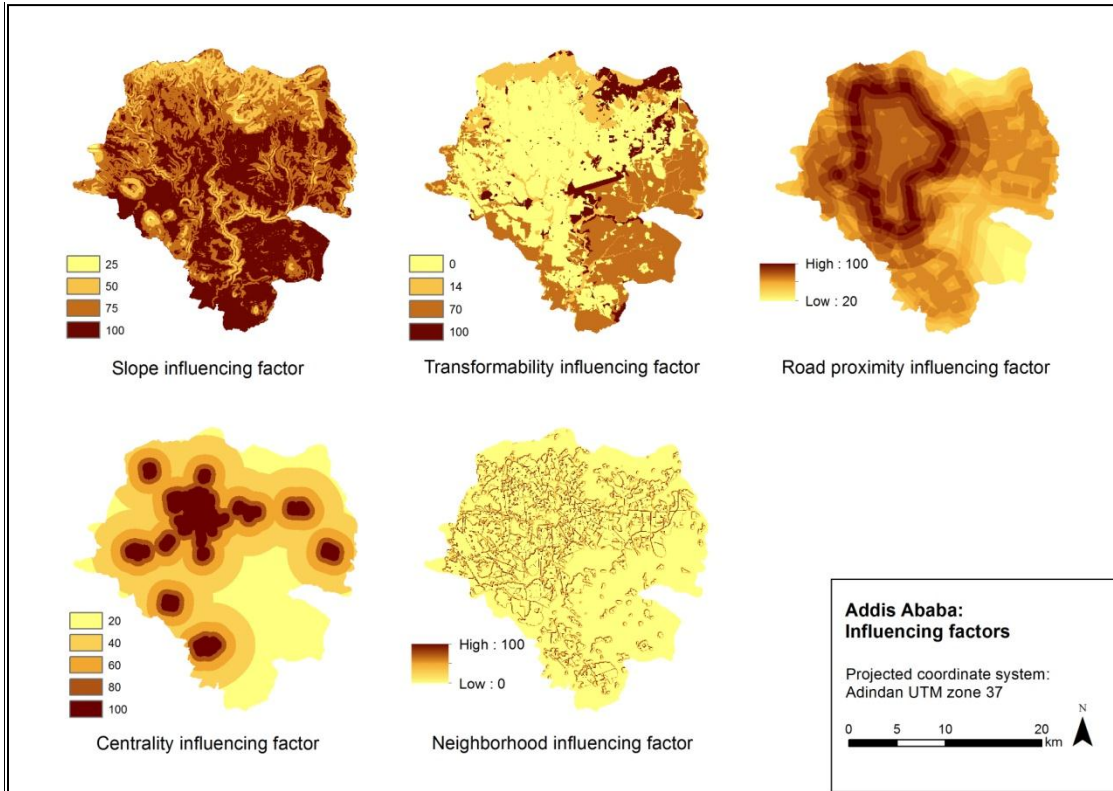 25
50
75
100
Slope influencing factor
0
14
70
100
Transformability influencing factor
High : 100
Low : 20
Road proximity influencing factor
20
40
60
80
100
Centrality influencing factor
High : 100
Low : 0
Neighborhood influencing factor
Addis Ababa:
Influencing factors
Projected coordinate system:
Adindan UTM zone 37
N
0 5 10 20
km